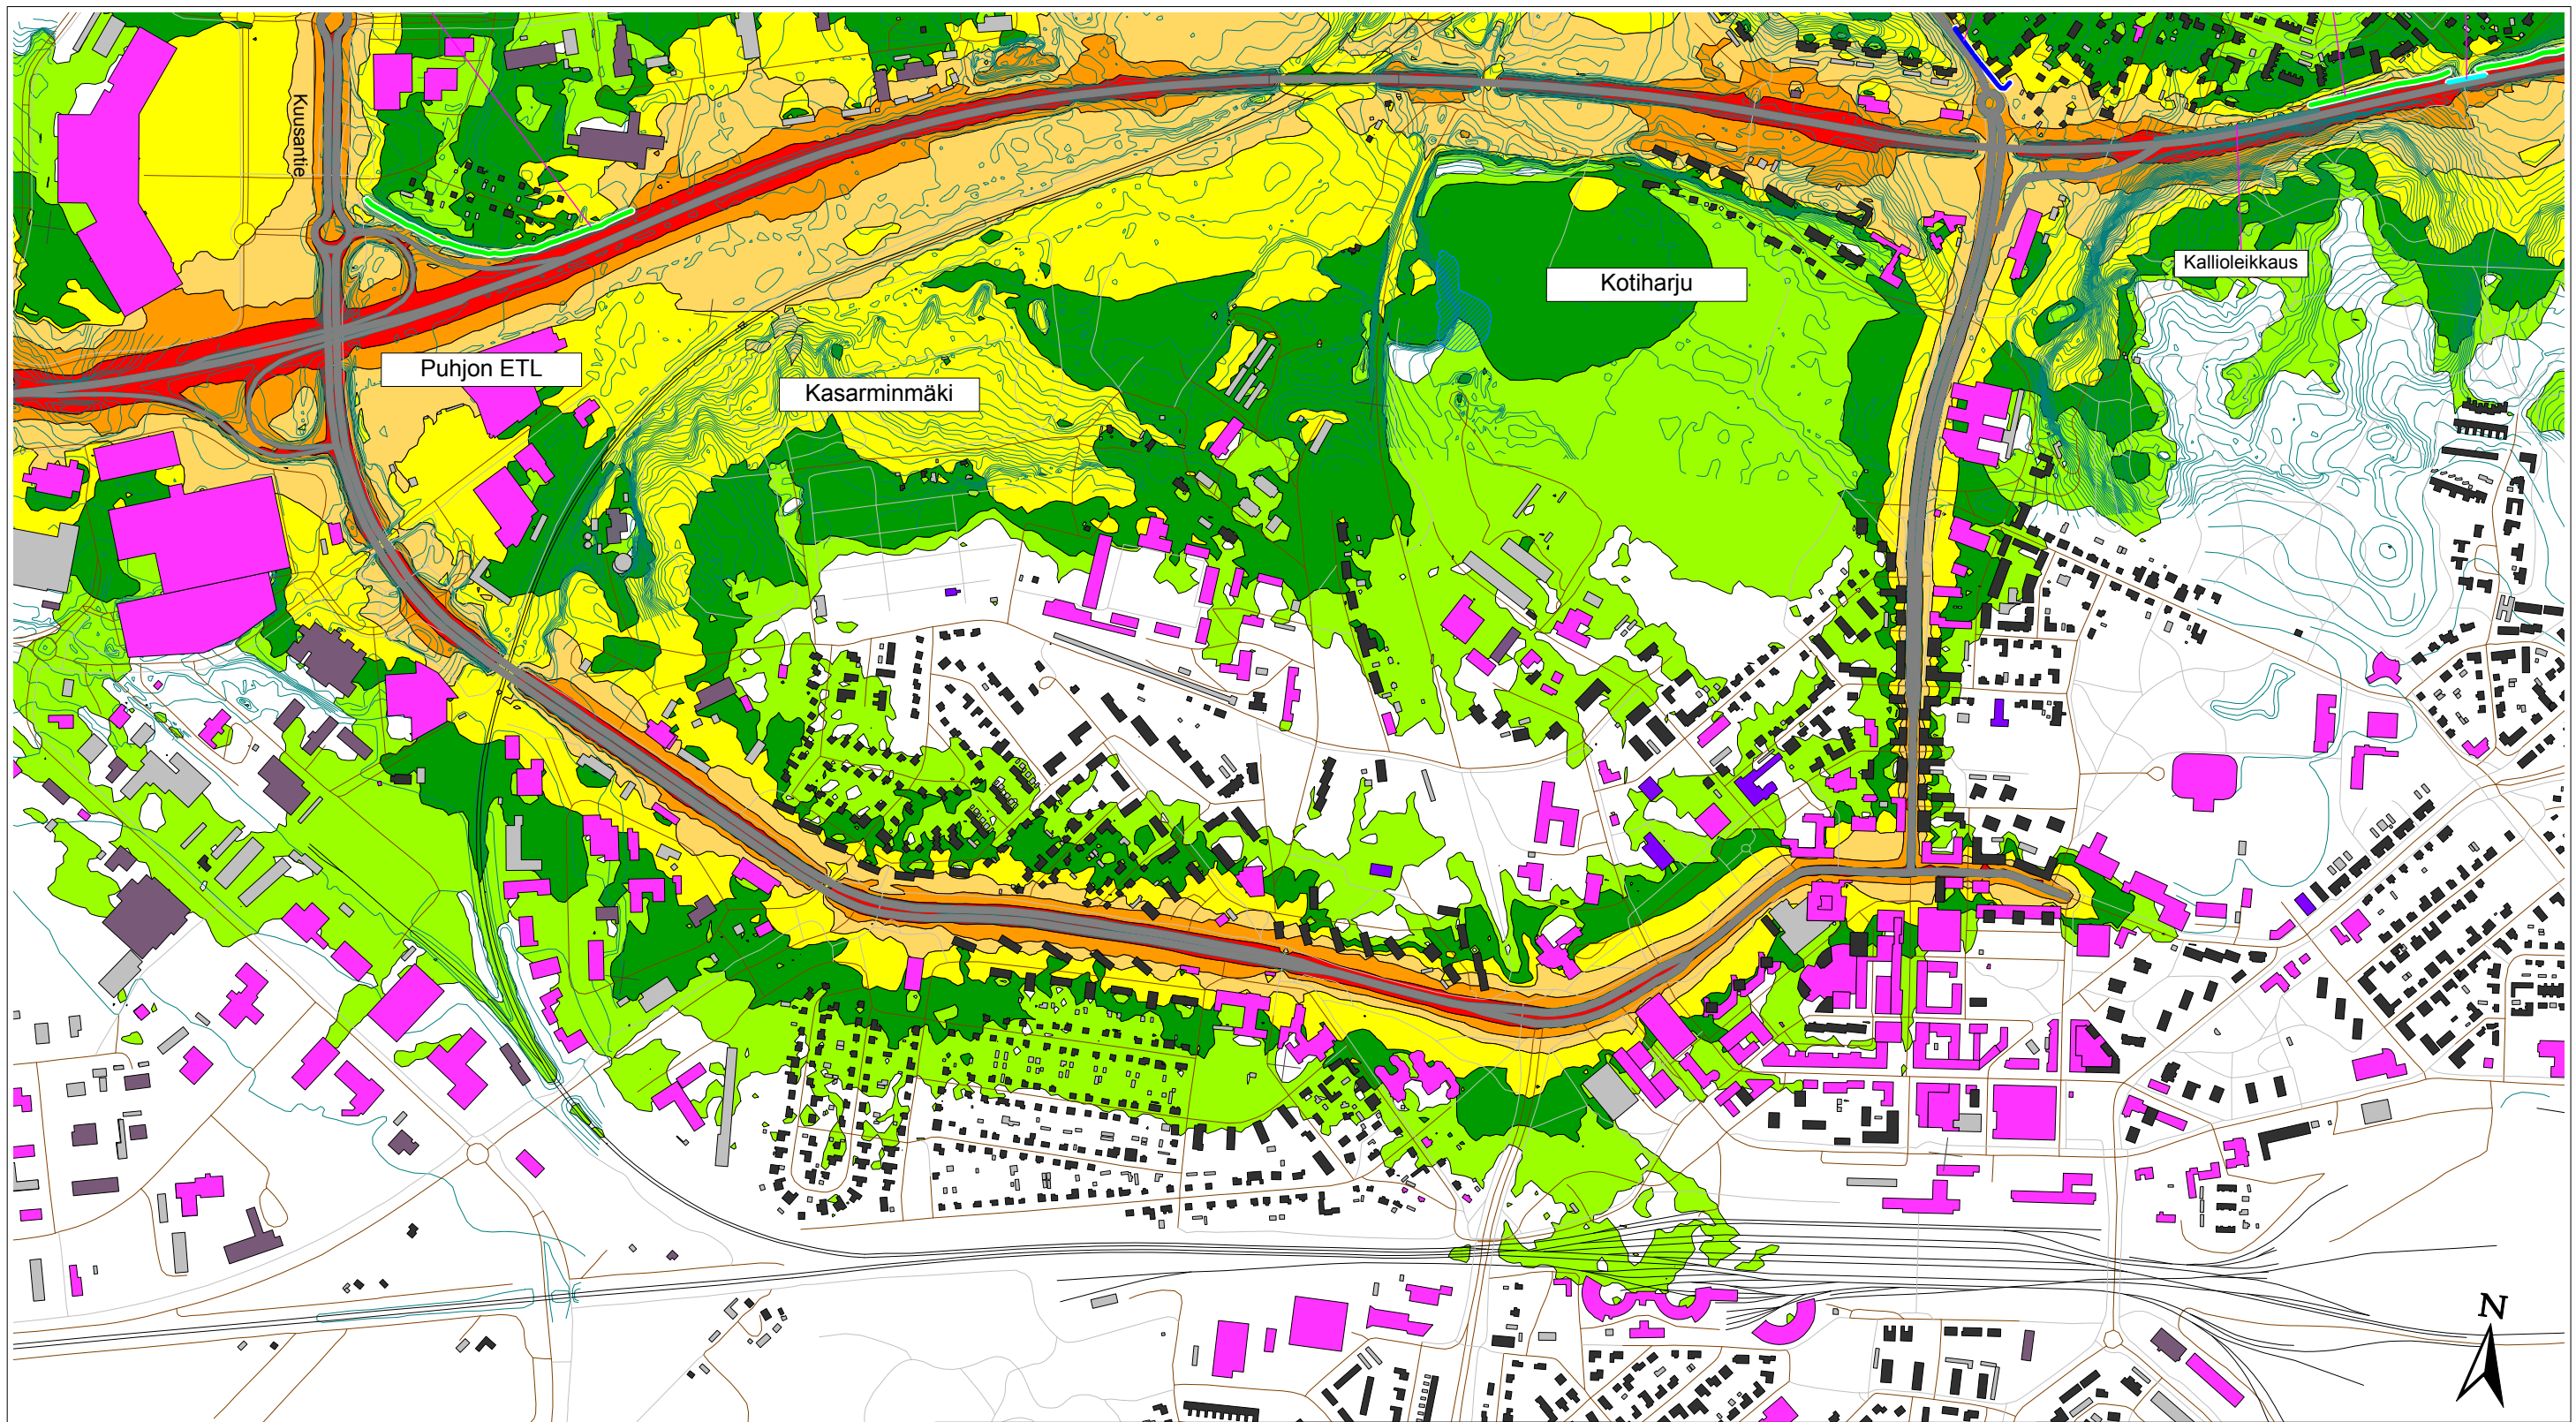 Kuusantie
Kallioleikkaus
Kotiharju
Puhjon ETL
Kasarminmäki
N